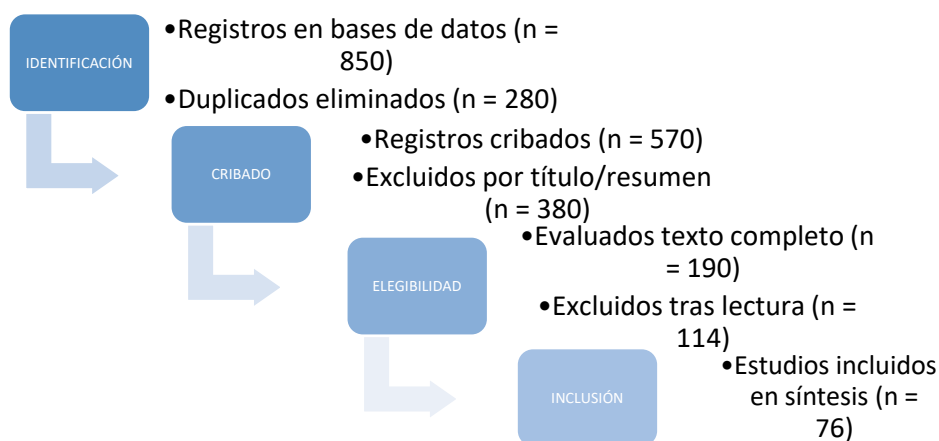 IDENTIFICACIÓN
•Registros en bases de datos (n =
850)
•Duplicados eliminados (n = 280)
CRIBADO
•Registros cribados (n = 570)
•Excluidos por título/resumen
(n = 380)
ELEGIBILIDAD
•Evaluados texto completo (n
= 190)
•Excluidos tras lectura (n =
114)
INCLUSIÓN
•Estudios incluidos
en síntesis (n =
76)